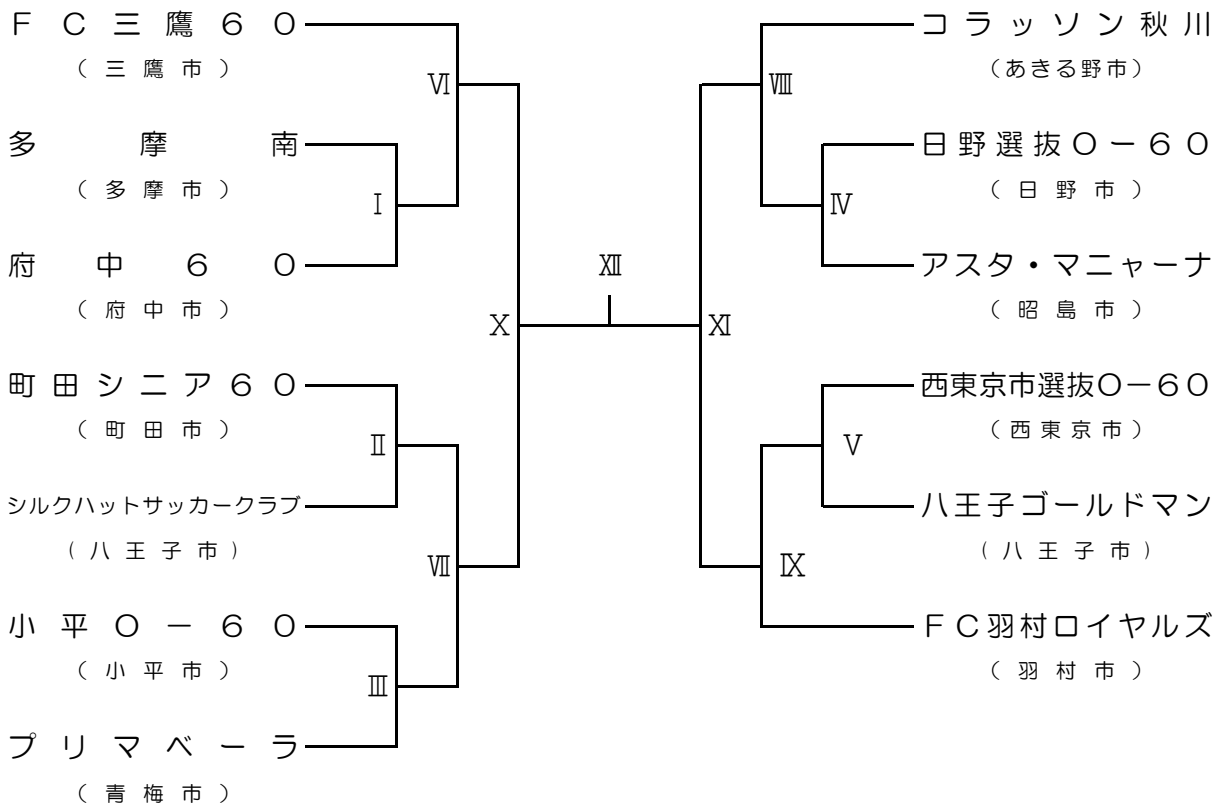 FC三鷹60
(三鷹市)
多摩南
(多摩市)
府中60
(府中市)
町田シニア60
(町田市)
シルクハットサッカークラブ
(八王子市)
小平O-60
(小平市)
プリマベーラ
(青梅市)
Ⅵ
Ⅰ
Ⅱ
Ⅶ
Ⅲ
Ⅹ
Ⅻ
Ⅺ
Ⅷ
Ⅳ
Ⅴ
Ⅸ
コラッソン秋川
(あきる野市)
日野選抜O-60
(日野市)
アスタ・マニャーナ
(昭島市)
西東京市選抜O-60
(西東京市)
八王子ゴールドマン
(八王子市)
FC羽村ロイヤルズ
(羽村市)